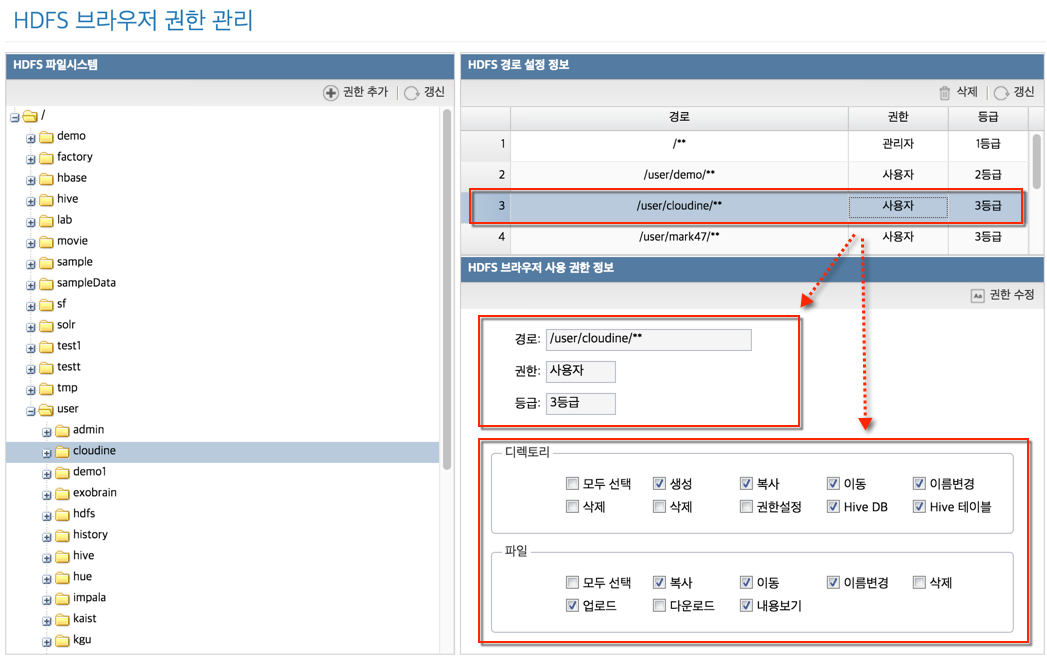 HDFS 브라우저 권한 관리
HDFS 파일시스템
권한 추가 | 갱신
/
demo
factory
hbase
hive
lab
movie
sample
sampleData
sf
solr
test1
testt
tmp
user
admin
cloudine
demo1
exobrain
hdfs
history
hive
hue
impala
kaist
kgu
HDFS 경로 설정 정보
삭제 | 갱신
경로 권한 등급
1 /** 관리자 1등급
2 /user/demo/** 사용자 2등급
3 /user/cloudine/** 사용자 3등급
4 /user/mark47/** 사용자 3등급
HDFS 브라우저 사용 권한 정보
Aa 권한 수정
경로: /user/cloudine/**
권한: 사용자
등급: 3등급
디렉토리
모두 선택 생성 복사 이동 이름변경
삭제 삭제 권한설정 Hive DB Hive 테이블
파일
모두 선택 복사 이동 이름변경 삭제
업로드 다운로드 내용보기